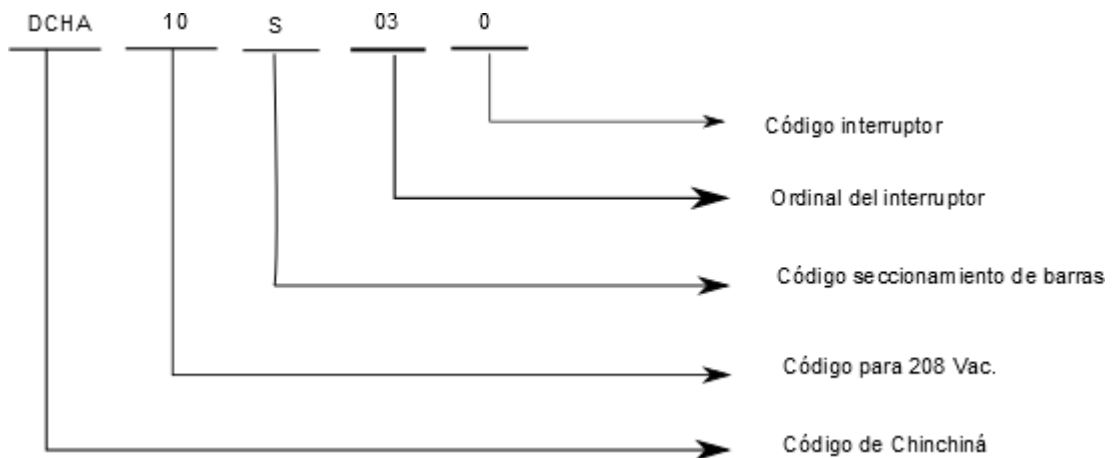 DCHA 10 S 03 0
Código interruptor
Ordinal del interruptor
Código seccionamiento de barras
Código para 208 Vac.
Código de Chinchiná